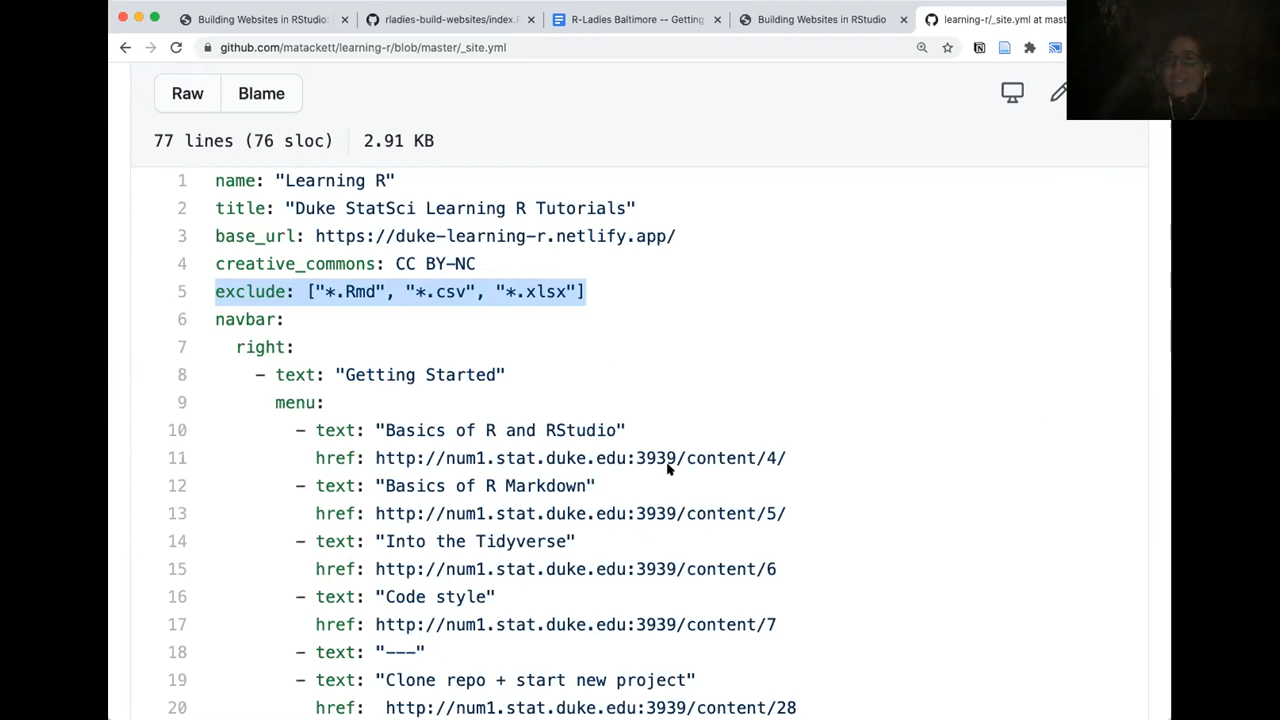 Building Websites in RStudio:
rladies-build-websites/index.
R-Ladies Baltimore -- Getting
Building Websites in RStudio
learning-r/_site.yml at mast
github.com/matackett/learning-r/blob/master/_site.yml
Raw
Blame
77 lines (76 sloc)
2.91 KB
1 name: "Learning R"
2 title: "Duke StatSci Learning R Tutorials"
3 base_url: https://duke-learning-r.netlify.app/
4 creative_commons: CC BY-NC
5 exclude: ["*.Rmd", "*.csv", "*.xlsx"]
6 navbar:
7 right:
8 - text: "Getting Started"
9 menu:
10 - text: "Basics of R and RStudio"
11 href: http://num1.stat.duke.edu:3939/content/4/
12 - text: "Basics of R Markdown"
13 href: http://num1.stat.duke.edu:3939/content/5/
14 - text: "Into the Tidyverse"
15 href: http://num1.stat.duke.edu:3939/content/6
16 - text: "Code style"
17 href: http://num1.stat.duke.edu:3939/content/7
18 - text: "---"
19 - text: "Clone repo + start new project"
20 href: http://num1.stat.duke.edu:3939/content/28